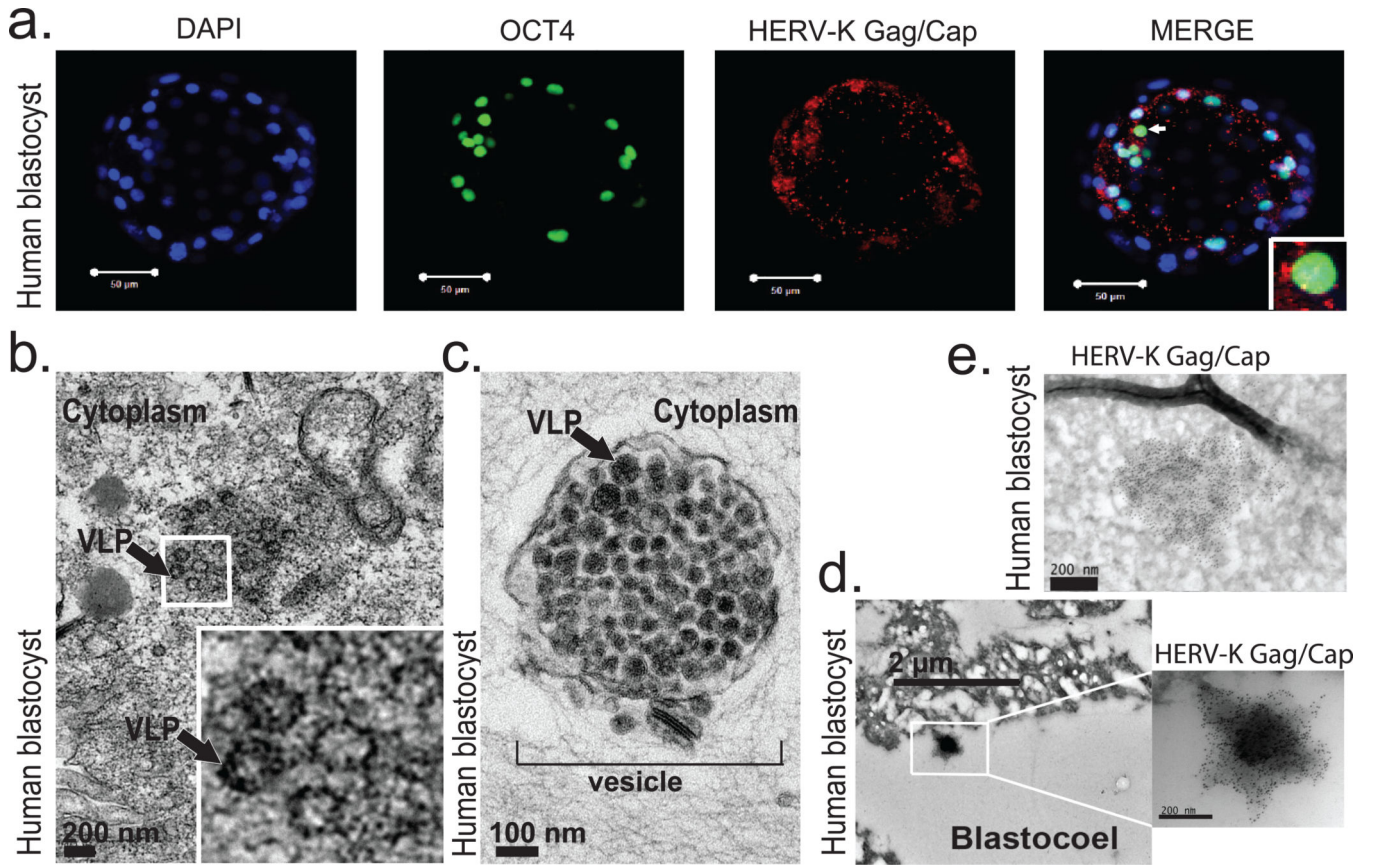 a.
DAPI
OCT4
HERV-K Gag/Cap
MERGE
Human blastocyst
50 µm
50 µm
50 µm
50 µm
b.
Cytoplasm
VLP
VLP
Human blastocyst
200 nm
c.
VLP
Cytoplasm
Human blastocyst
vesicle
100 nm
e.
HERV-K Gag/Cap
Human blastocyst
200 nm
d.
Human blastocyst
2 µm
Blastocoel
HERV-K Gag/Cap
200 nm